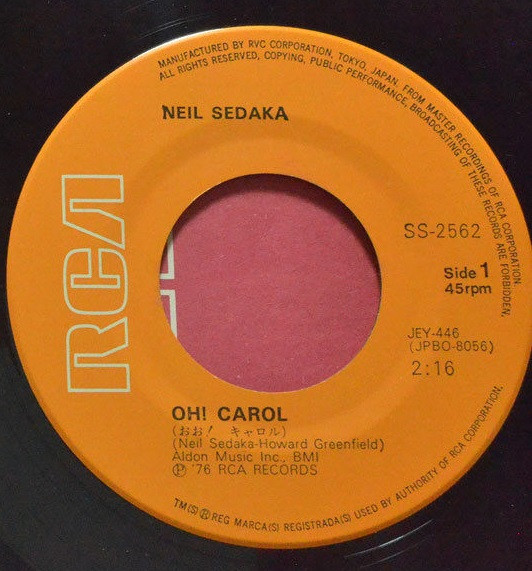 MANUFACTURED BY RVC CORPORATION, TOKYO, JAPAN. FROM MASTER RECORDINGS OF RCA CORPORATION.
ALL RIGHTS RESERVED, COPYING, PUBLIC PERFORMANCE, BROADCASTING OF THESE RECORDS ARE FORBIDDEN.
NEIL SEDAKA
RCA
SS-2562
Side 1
45rpm
JEY-446
(JPBO-8056)
2:16
OH! CAROL
(おお! キャロル)
(Neil Sedaka-Howard Greenfield)
Aldon Music Inc., BMI
Ⓟ '76 RCA RECORDS
TM(S)®REG MARCA(S) REGISTRADA(S) USED BY AUTHORITY OF RCA CORPORATION.